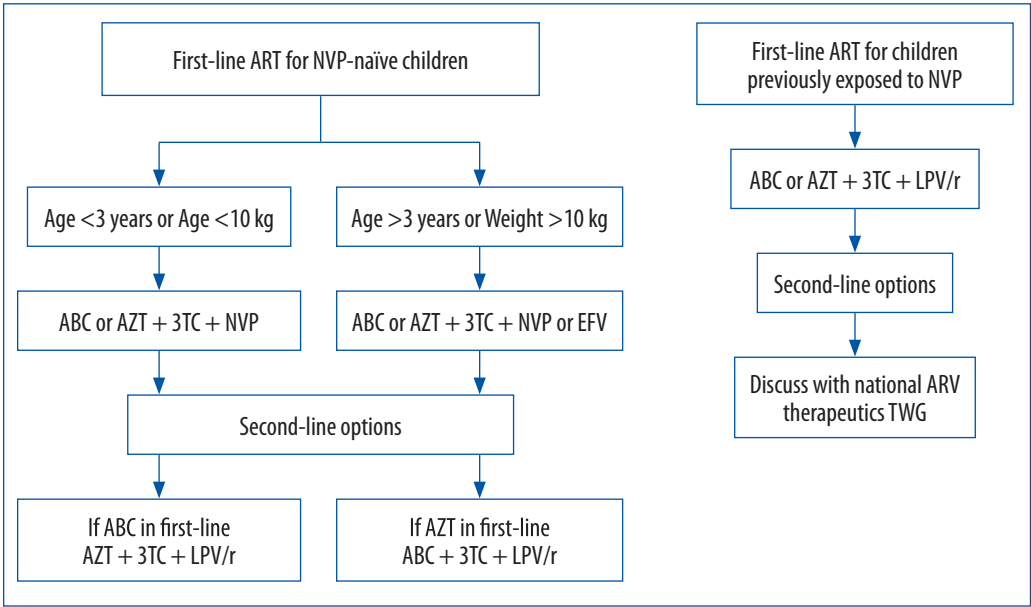 First-line ART for NVP-naïve children
Age <3 years or Age <10 kg
Age >3 years or Weight >10 kg
ABC or AZT + 3TC + NVP
ABC or AZT + 3TC + NVP or EFV
Second-line options
If ABC in first-line
AZT + 3TC + LPV/r
If AZT in first-line
ABC + 3TC + LPV/r
First-line ART for children
previously exposed to NVP
ABC or AZT + 3TC + LPV/r
Second-line options
Discuss with national ARV
therapeutics TWG